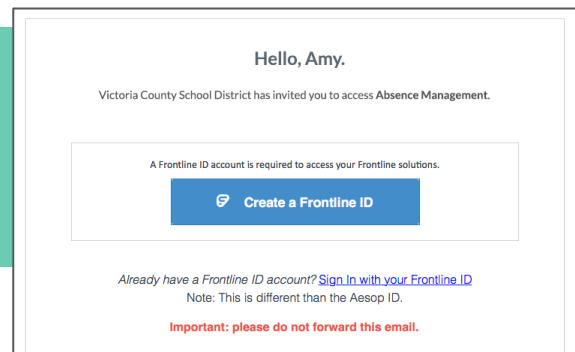 Hello, Amy.
Victoria County School District has invited you to access Absence Management.
A Frontline ID account is required to access your Frontline solutions.
Create a Frontline ID
Already have a Frontline ID account? Sign In with your Frontline ID
Note: This is different than the Aesop ID.
Important: please do not forward this email.